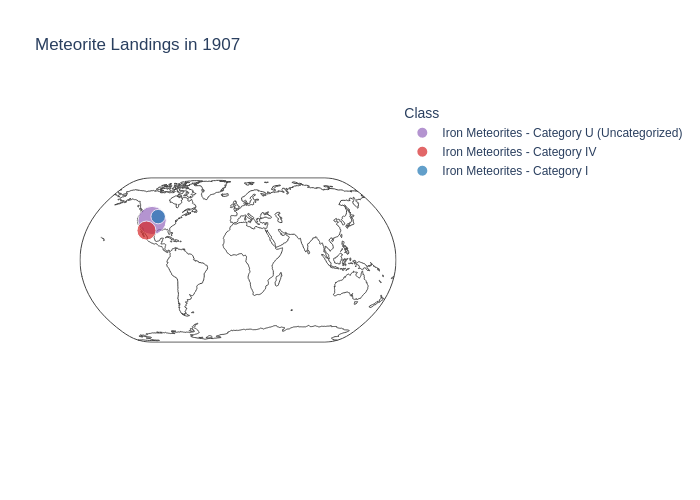 Meteorite Landings in 1907
Class
Iron Meteorites - Category U (Uncategorized)
Iron Meteorites - Category IV
Iron Meteorites - Category I